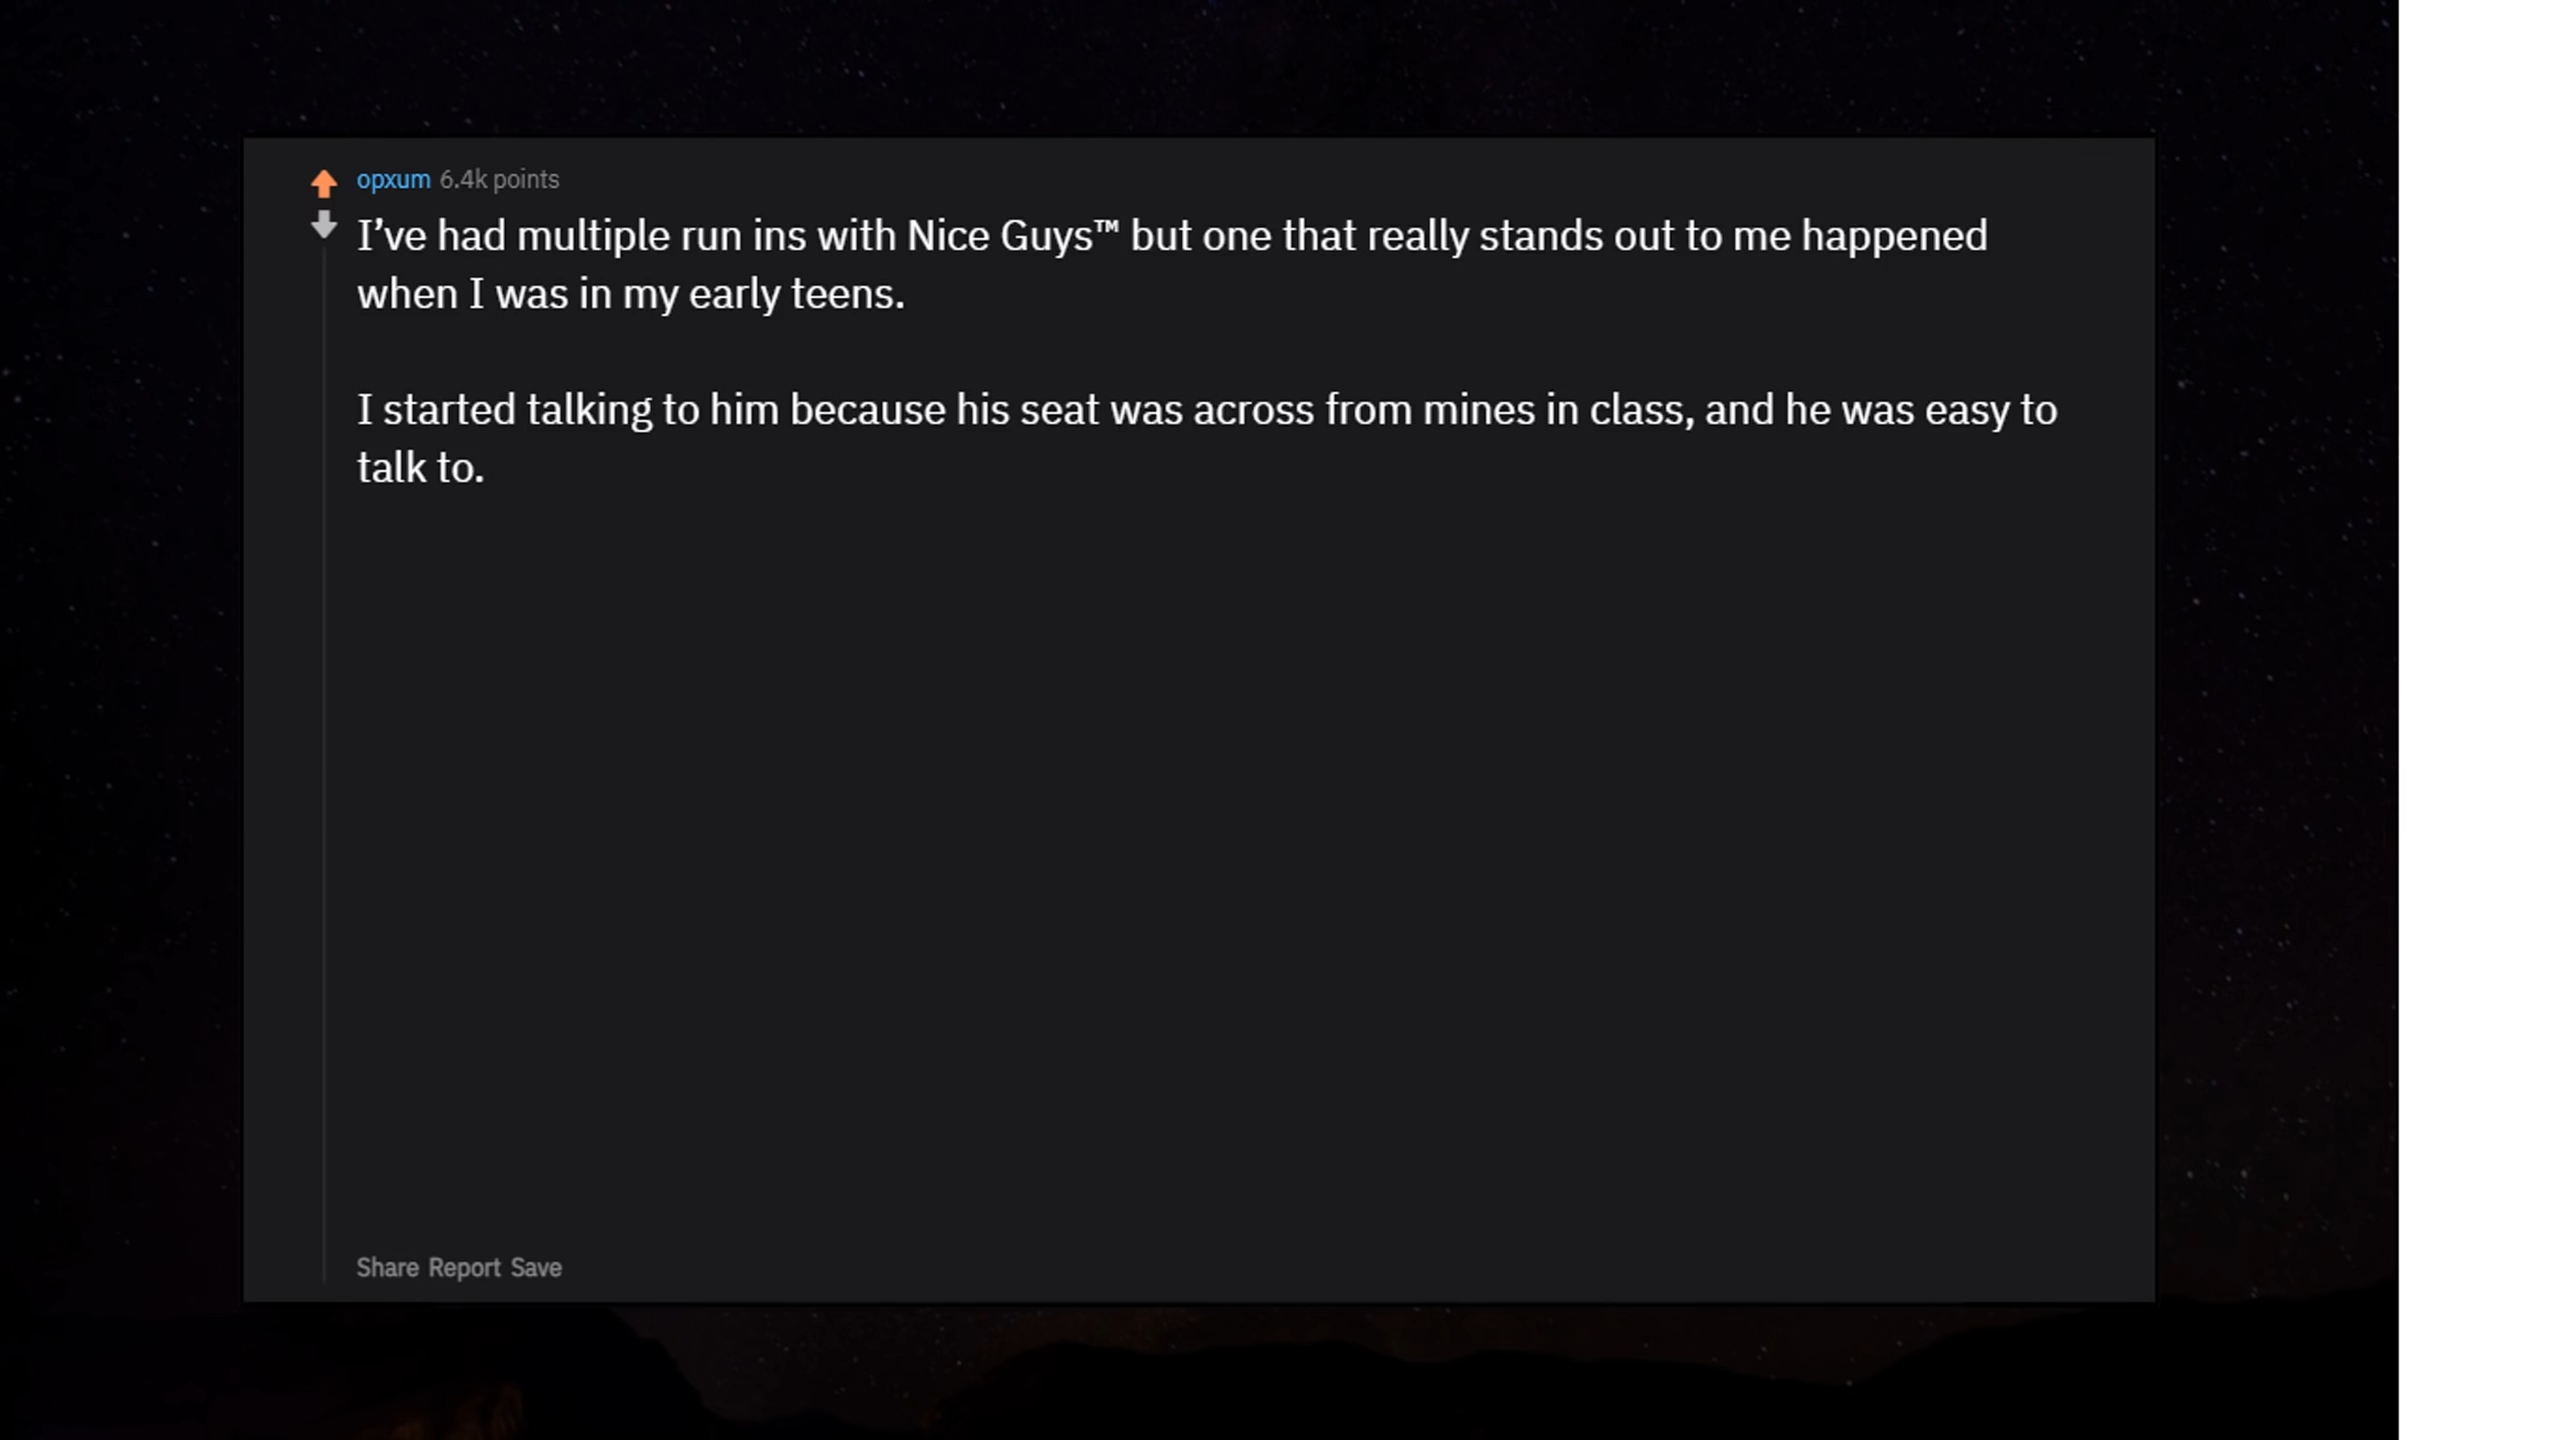 opxum 6.4k points
I’ve had multiple run ins with Nice Guys™ but one that really stands out to me happened
when I was in my early teens.
I started talking to him because his seat was across from mines in class, and he was easy to
talk to.
Share Report Save